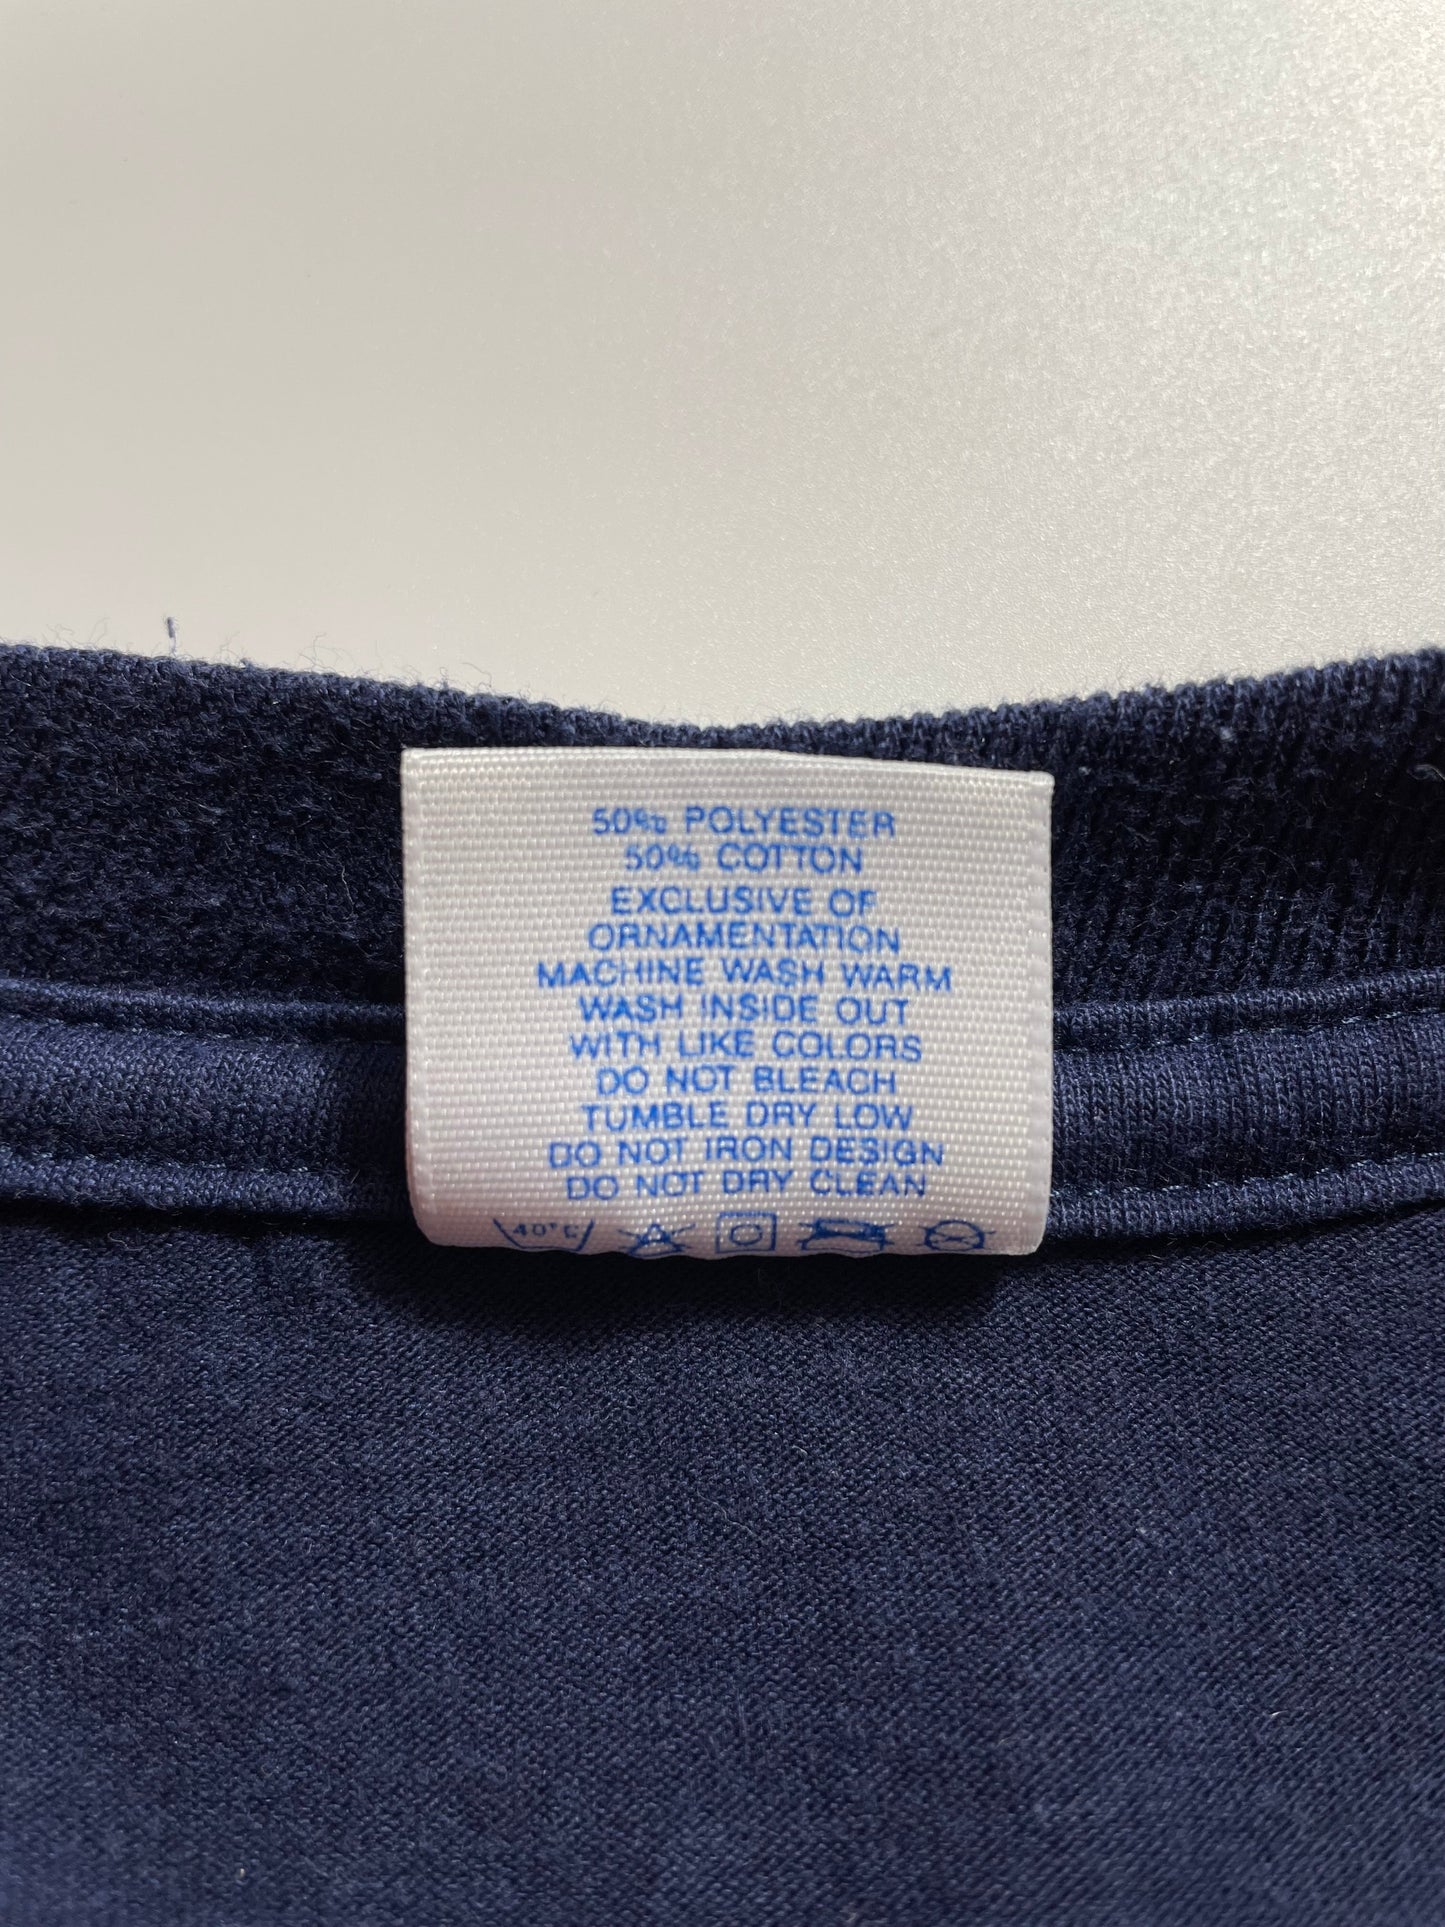 50% POLYESTER
50% COTTON
EXCLUSIVE OF
ORNAMENTATION
MACHINE WASH WARM
WASH INSIDE OUT
WITH LIKE COLORS
DO NOT BLEACH
TUMBLE DRY LOW
DO NOT IRON DESIGN
DO NOT DRY CLEAN
40°C